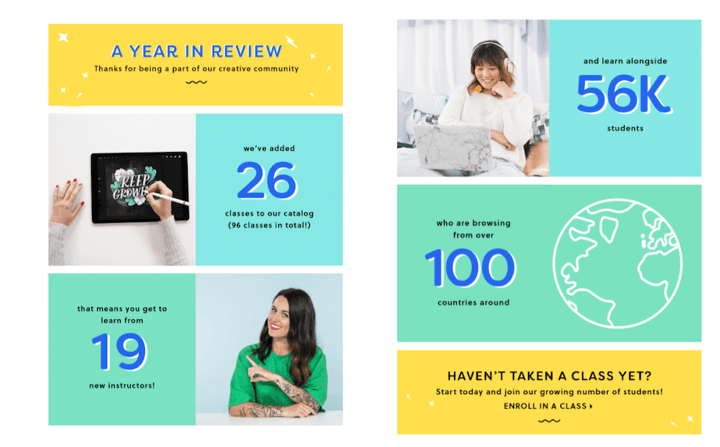 A YEAR IN REVIEW
Thanks for being a part of our creative community
KEEP
GROWING
we've added
26
classes to our catalog
(96 classes in total!)
that means you get to
learn from
19
new instructors!
and learn alongside
56K
students
who are browsing
from over
100
countries around
HAVEN'T TAKEN A CLASS YET?
Start today and join our growing number of students!
ENROLL IN A CLASS ▸